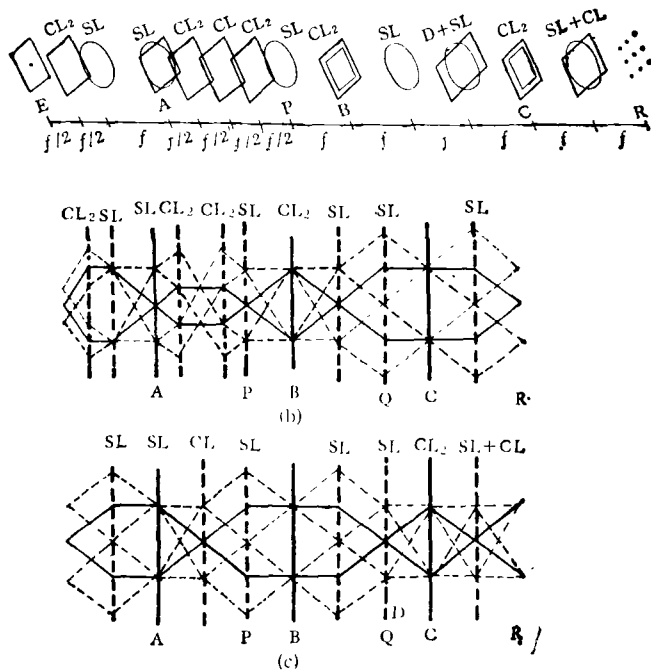 CL₂ SL SL CL₂ CL CL₂ SL CL₂ SL D+SL CL₂ SL+CL
E A P B C R
f/2 f/2 f f/2 f/2 f/2 f/2 f f f f f f
CL₂ SL SL CL₂ CL₂ SL CL₂ SL SL SL
A P B Q C R.
(b)
SL SL CL SL SL SL CL₂ SL+CL
D
A P B Q C R
(c)